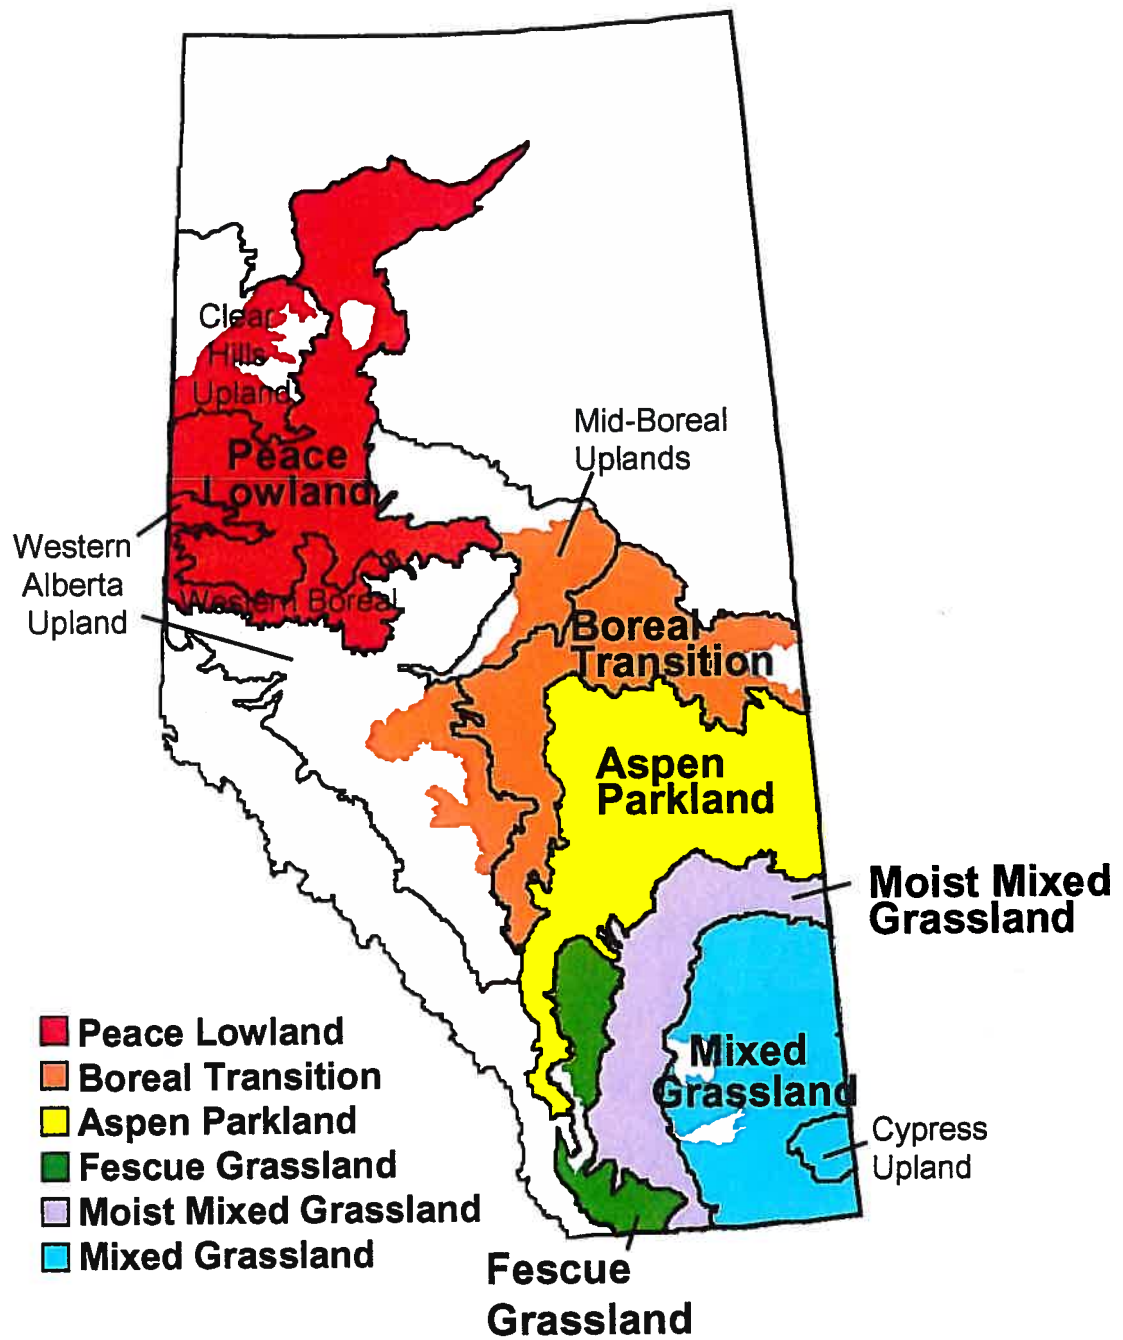 Clear
Hills
Upland
Peace
Lowland
Mid-Boreal
Uplands
Western
Alberta
Upland
Western Boreal
Boreal
Transition
Aspen
Parkland
Moist Mixed
Grassland
Mixed
Grassland
Cypress
Upland
Peace Lowland
Boreal Transition
Aspen Parkland
Fescue Grassland
Moist Mixed Grassland
Mixed Grassland
Fescue
Grassland